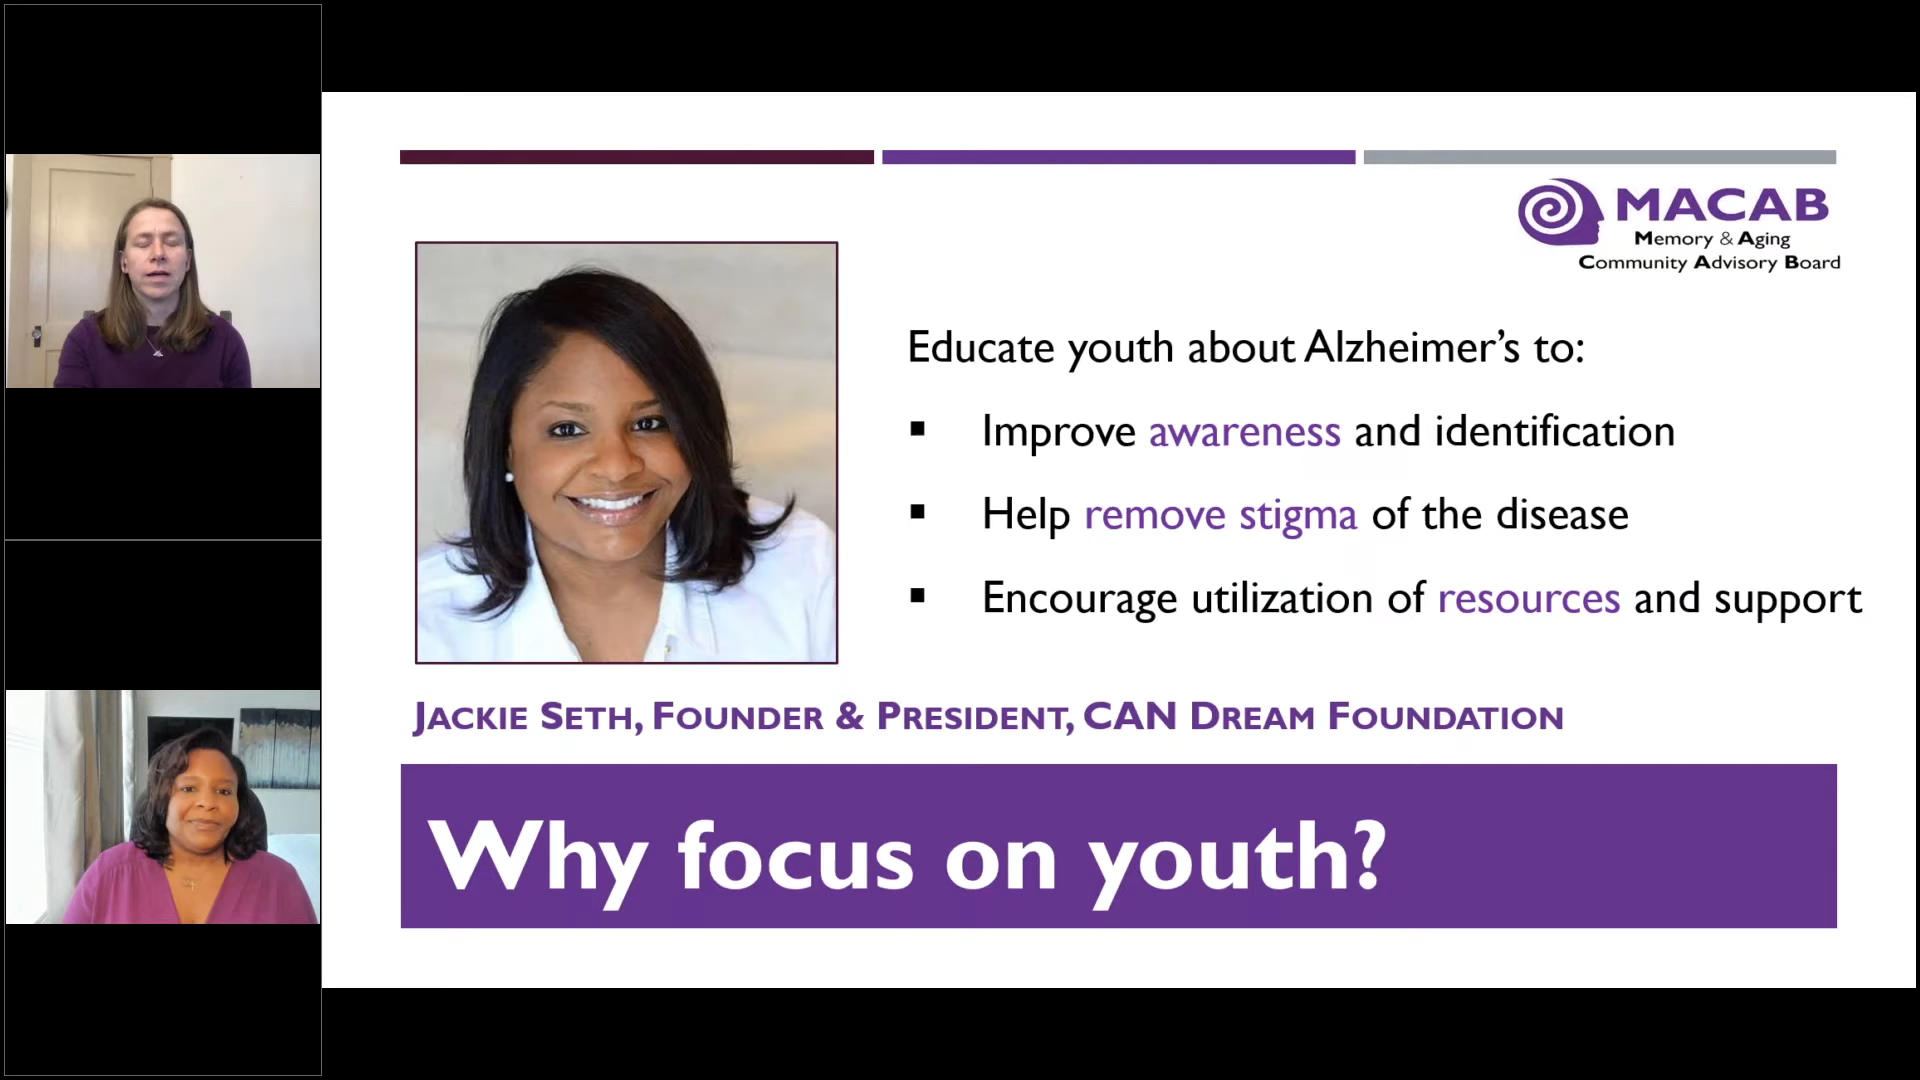 MACAB
Memory & Aging
Community Advisory Board
Educate youth about Alzheimer’s to:
▪ Improve awareness and identification
▪ Help remove stigma of the disease
▪ Encourage utilization of resources and support
JACKIE SETH, FOUNDER & PRESIDENT, CAN DREAM FOUNDATION
Why focus on youth?